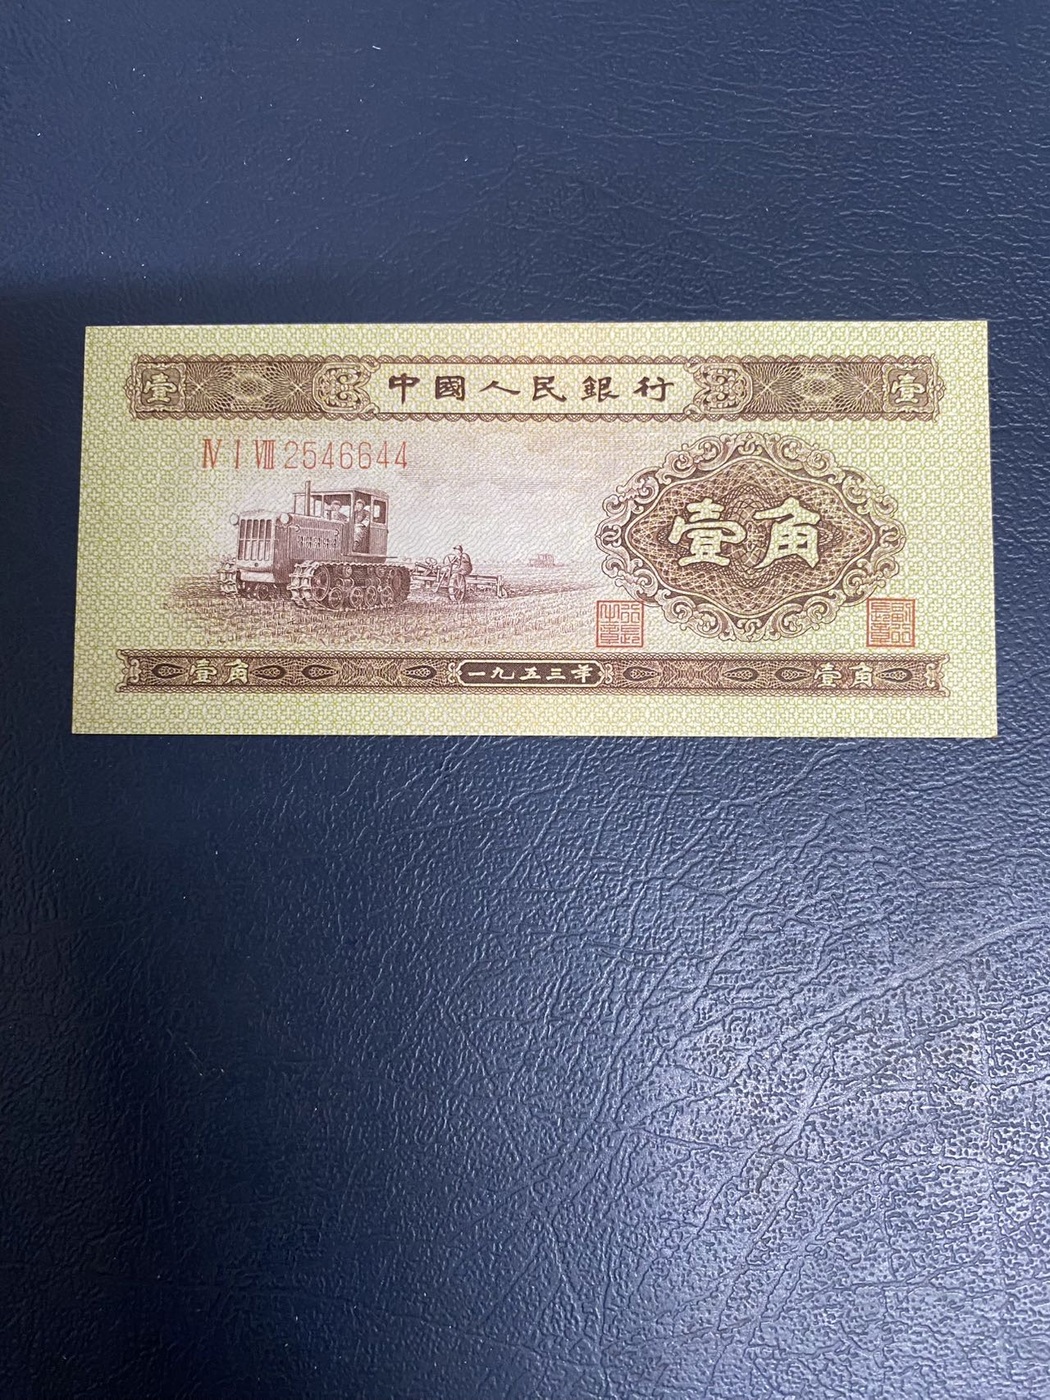 壹 中國人民銀行 壹
Ⅳ Ⅰ Ⅷ 2546644
壹角
壹角 一九五三年 壹角